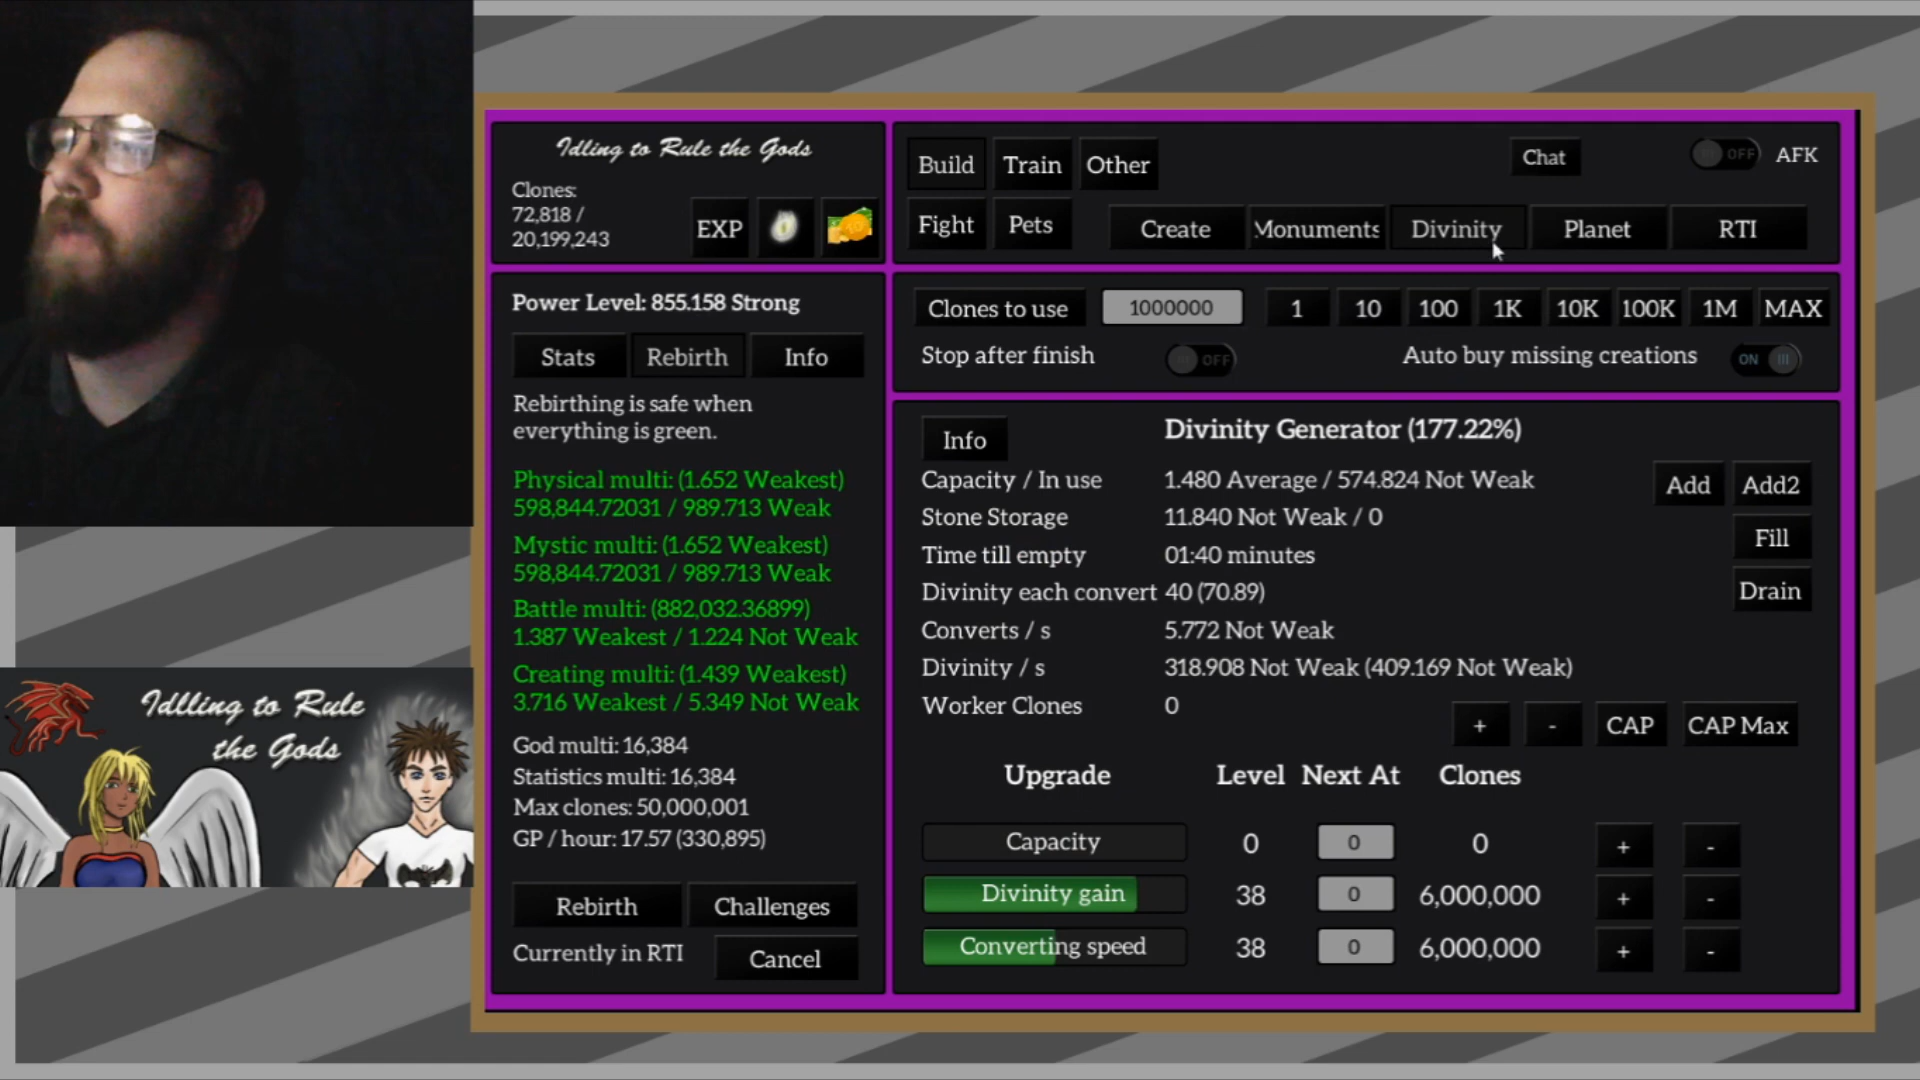 Idling to Rule the Gods
Clones:
72,818 /
20,199,243
EXP
Build Train Other
Chat
OFF AFK
Fight Pets
Create Monuments Divinity Planet RTI
Power Level: 855.158 Strong
Stats Rebirth Info
Rebirthing is safe when
everything is green.
Physical multi: (1.652 Weakest)
598,844.72031 / 989.713 Weak
Mystic multi: (1.652 Weakest)
598,844.72031 / 989.713 Weak
Battle multi: (882,032.36899)
1.387 Weakest / 1.224 Not Weak
Creating multi: (1.439 Weakest)
3.716 Weakest / 5.349 Not Weak
God multi: 16,384
Statistics multi: 16,384
Max clones: 50,000,001
GP / hour: 17.57 (330,895)
Rebirth Challenges
Currently in RTI Cancel
Clones to use 1000000 1 10 100 1K 10K 100K 1M MAX
Stop after finish OFF Auto buy missing creations ON
Info Divinity Generator (177.22%)
Capacity / In use 1.480 Average / 574.824 Not Weak Add Add2
Stone Storage 11.840 Not Weak / 0 Fill
Time till empty 01:40 minutes
Divinity each convert 40 (70.89) Drain
Converts / s 5.772 Not Weak
Divinity / s 318.908 Not Weak (409.169 Not Weak)
Worker Clones 0
+ - CAP CAP Max
Upgrade Level Next At Clones
Capacity 0 0 0 + -
Divinity gain 38 0 6,000,000 + -
Converting speed 38 0 6,000,000 + -
Idlling to Rule
the Gods